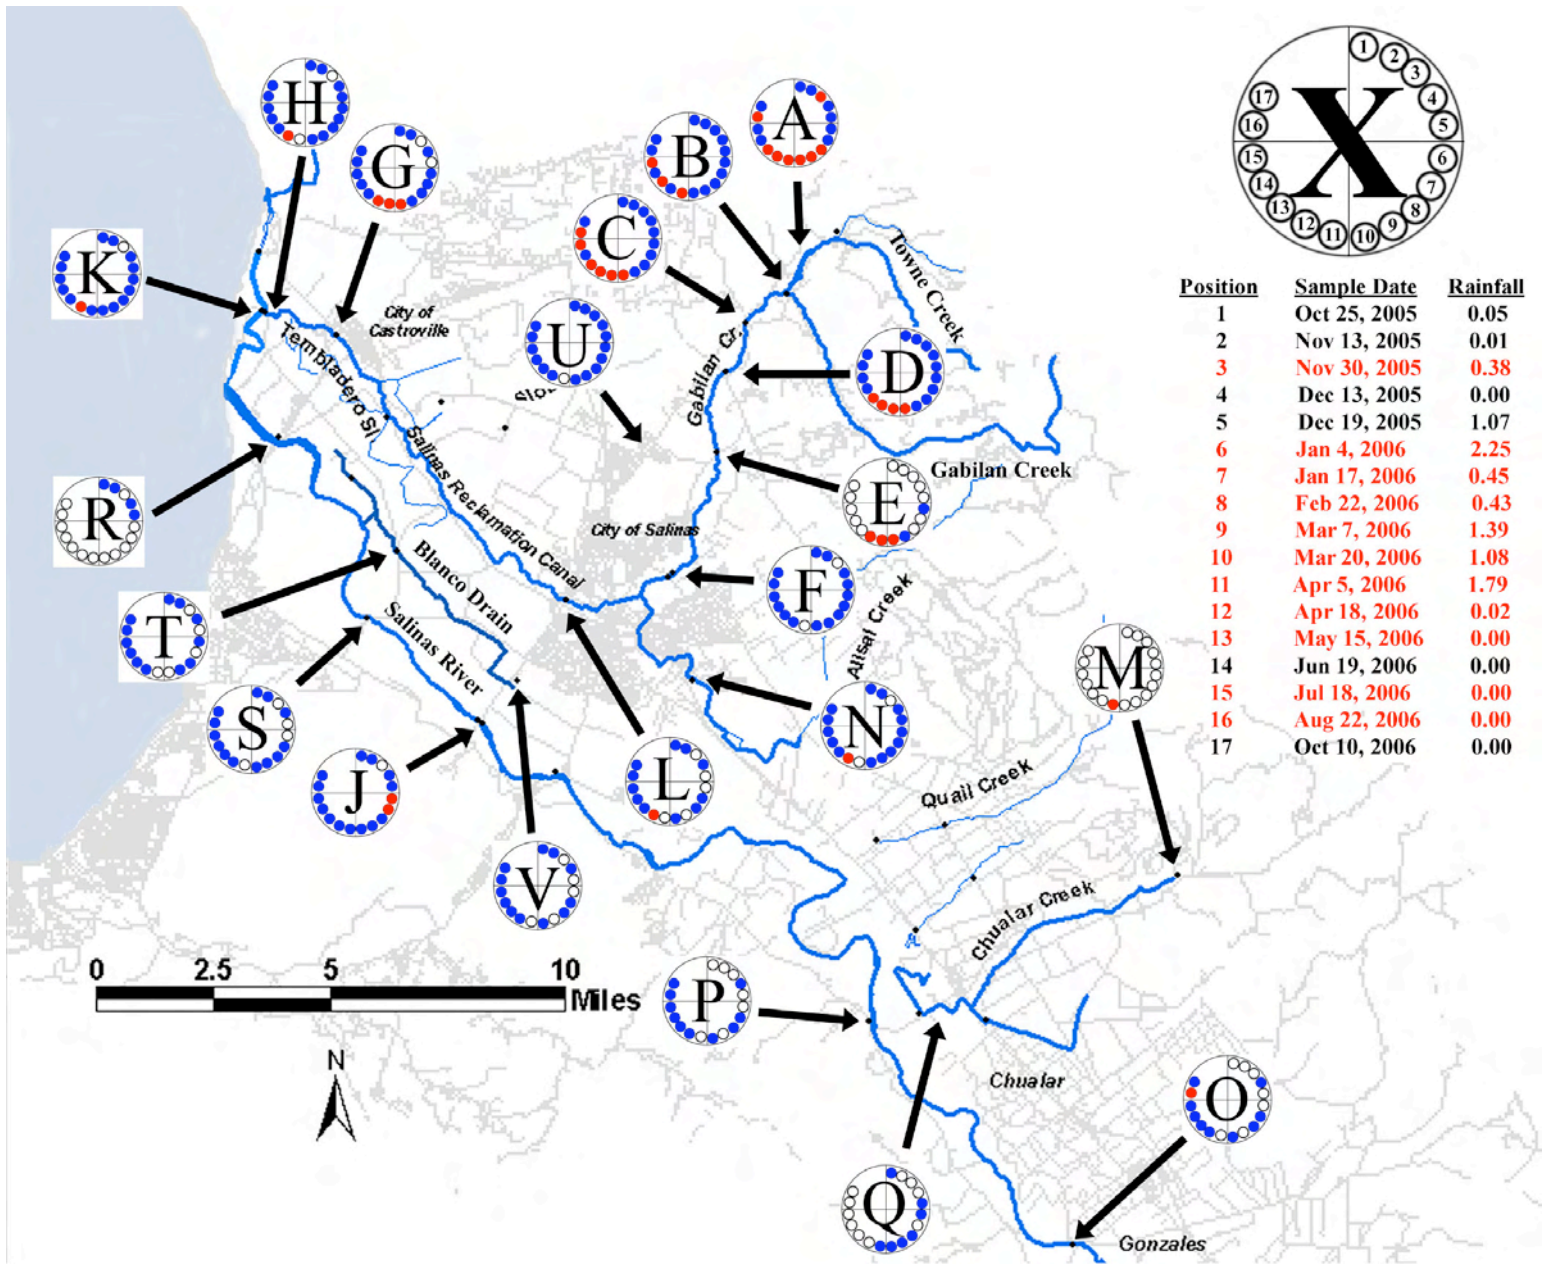 X
1
2
3
4
5
6
7
8
9
10
11
12
13
14
15
16
17
Position Sample Date Rainfall
1 Oct 25, 2005 0.05
2 Nov 13, 2005 0.01
3 Nov 30, 2005 0.38
4 Dec 13, 2005 0.00
5 Dec 19, 2005 1.07
6 Jan 4, 2006 2.25
7 Jan 17, 2006 0.45
8 Feb 22, 2006 0.43
9 Mar 7, 2006 1.39
10 Mar 20, 2006 1.08
11 Apr 5, 2006 1.79
12 Apr 18, 2006 0.02
13 May 15, 2006 0.00
14 Jun 19, 2006 0.00
15 Jul 18, 2006 0.00
16 Aug 22, 2006 0.00
17 Oct 10, 2006 0.00
H
G
B
A
C
K
U
D
E
R
F
T
S
J
N
M
L
V
P
O
Q
Towne Creek
City of
Castroville
Tembladero Sl
Gabilan Cr.
Gabilan Creek
Salinas Reclamation Canal
City of Salinas
Blanco Drain
Salinas River
Alisal Creek
Quail Creek
Chualar Creek
0 2.5 5 10
Miles
N
Chualar
Gonzales